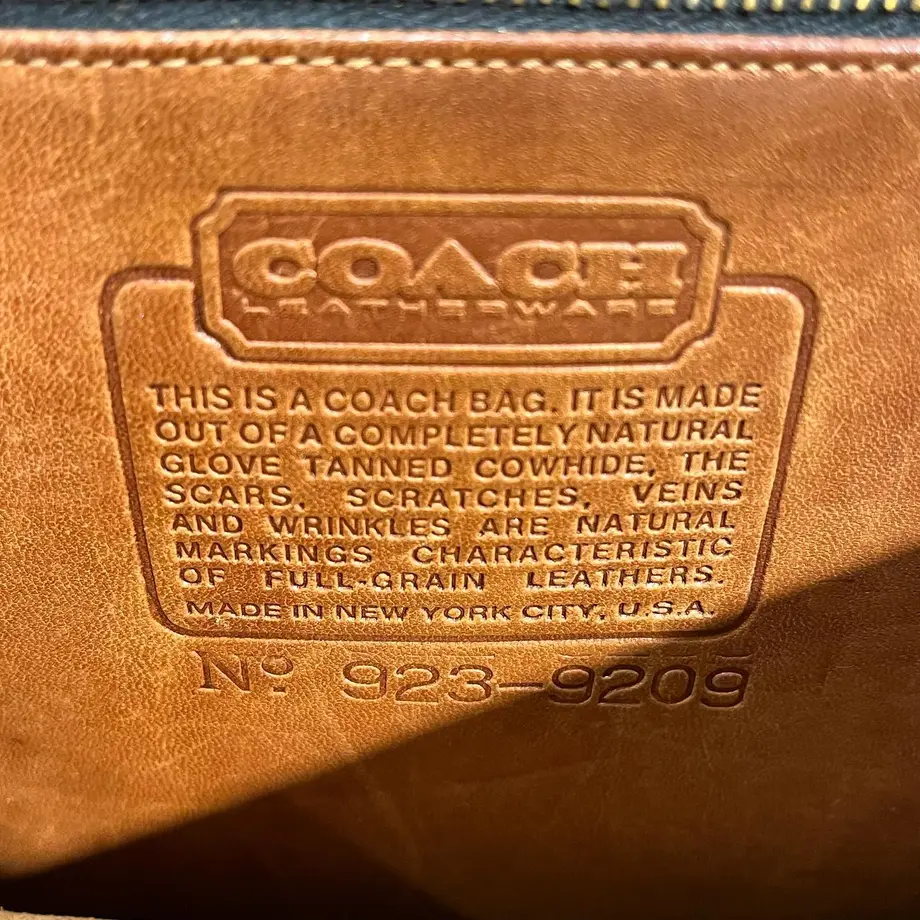 COACH
LEATHERWARE
THIS IS A COACH BAG. IT IS MADE
OUT OF A COMPLETELY NATURAL
GLOVE TANNED COWHIDE, THE
SCARS, SCRATCHES, VEINS
AND WRINKLES ARE NATURAL
MARKINGS CHARACTERISTIC
OF FULL-GRAIN LEATHERS.
MADE IN NEW YORK CITY, U.S.A.
Nº. 923-9209